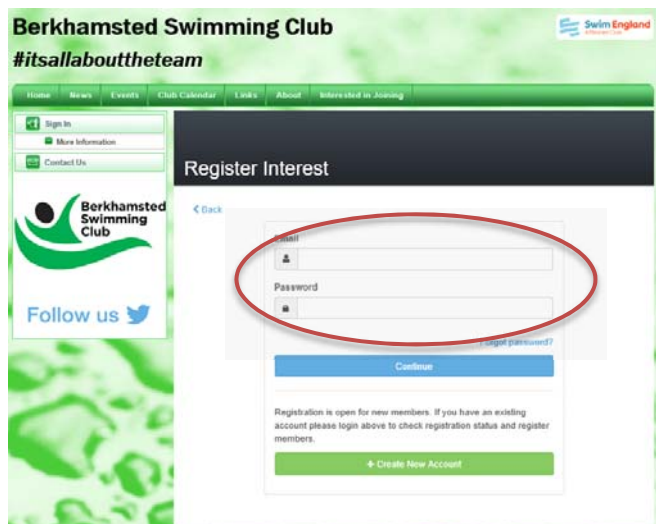 Berkhamsted Swimming Club
#itsallabouttheteam
Swim England
Home News Events Club Calendar Links About Interested in Joining
Sign In
More Information
Contact Us
Berkhamsted
Swimming
Club
Follow us
Register Interest
Back
Email
Password
Forgot password?
Continue
Registration is open for new members. If you have an existing
account please login above to check registration status and register
members.
+ Create New Account